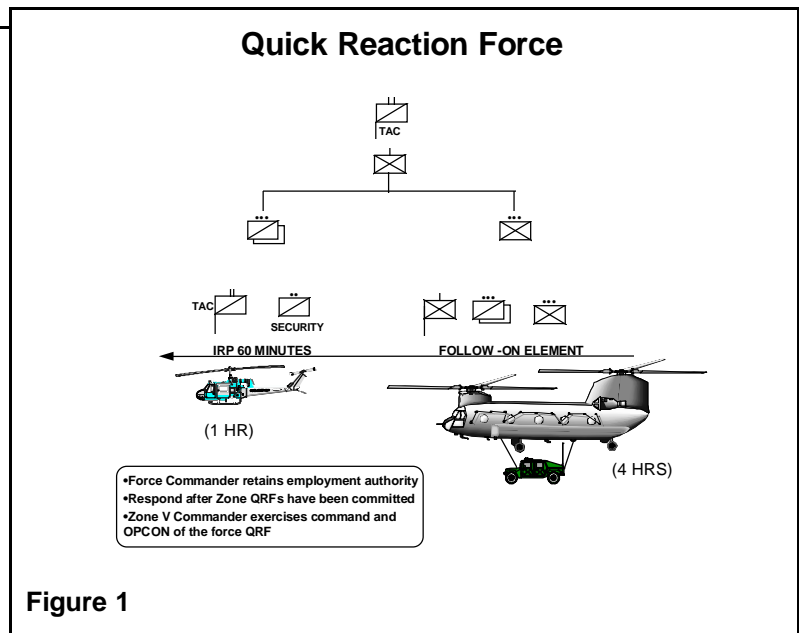 Quick Reaction Force
TAC
TAC
SECURITY
IRP 60 MINUTES
FOLLOW -ON ELEMENT
(1 HR)
(4 HRS)
•Force Commander retains employment authority
•Respond after Zone QRFs have been committed
•Zone V Commander exercises command and
OPCON of the force QRF
Figure 1